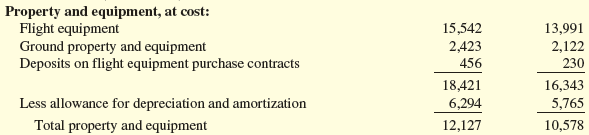 Property and equipment, at cost:
Flight equipment 15,542 13,991
Ground property and equipment 2,423 2,122
Deposits on flight equipment purchase contracts 456 230
18,421 16,343
Less allowance for depreciation and amortization 6,294 5,765
Total property and equipment 12,127 10,578